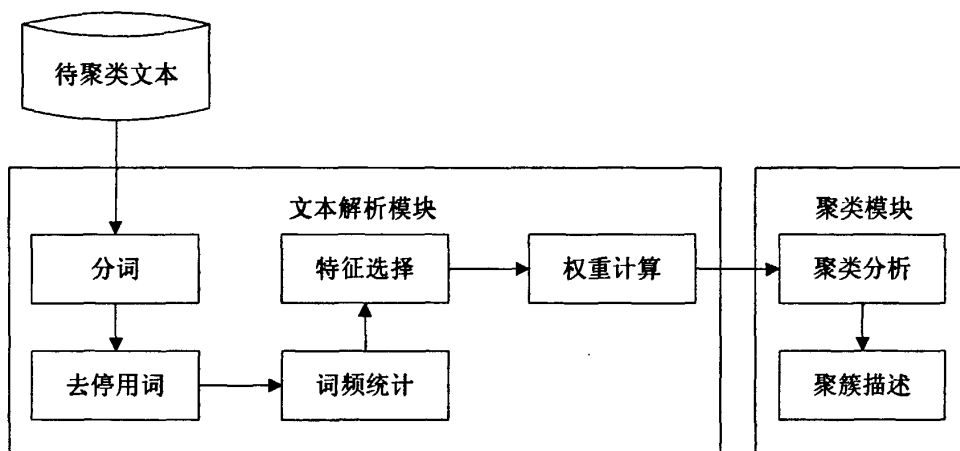 待聚类文本
文本解析模块
聚类模块
分词
特征选择
权重计算
聚类分析
去停用词
词频统计
聚簇描述